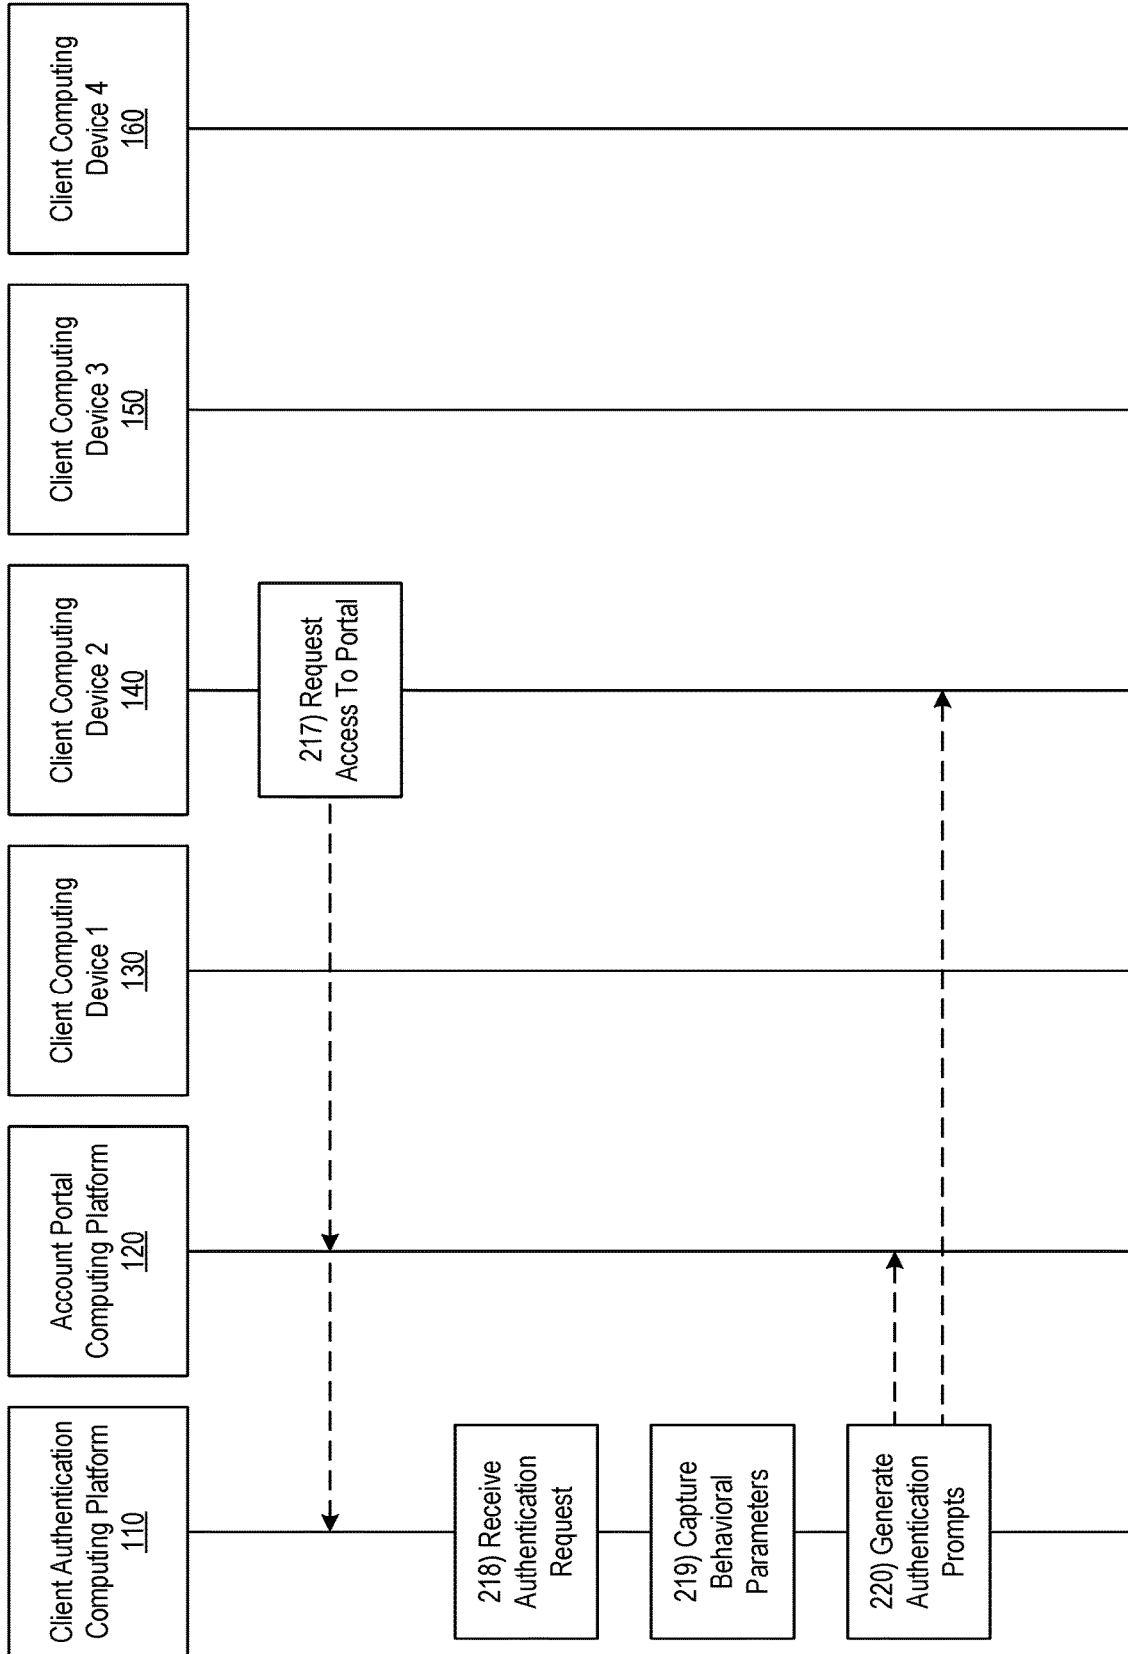 Client Authentication
Computing Platform
110
Account Portal
Computing Platform
120
Client Computing
Device 1
130
Client Computing
Device 2
140
Client Computing
Device 3
150
Client Computing
Device 4
160
217) Request
Access To Portal
218) Receive
Authentication
Request
219) Capture
Behavioral
Parameters
220) Generate
Authentication
Prompts